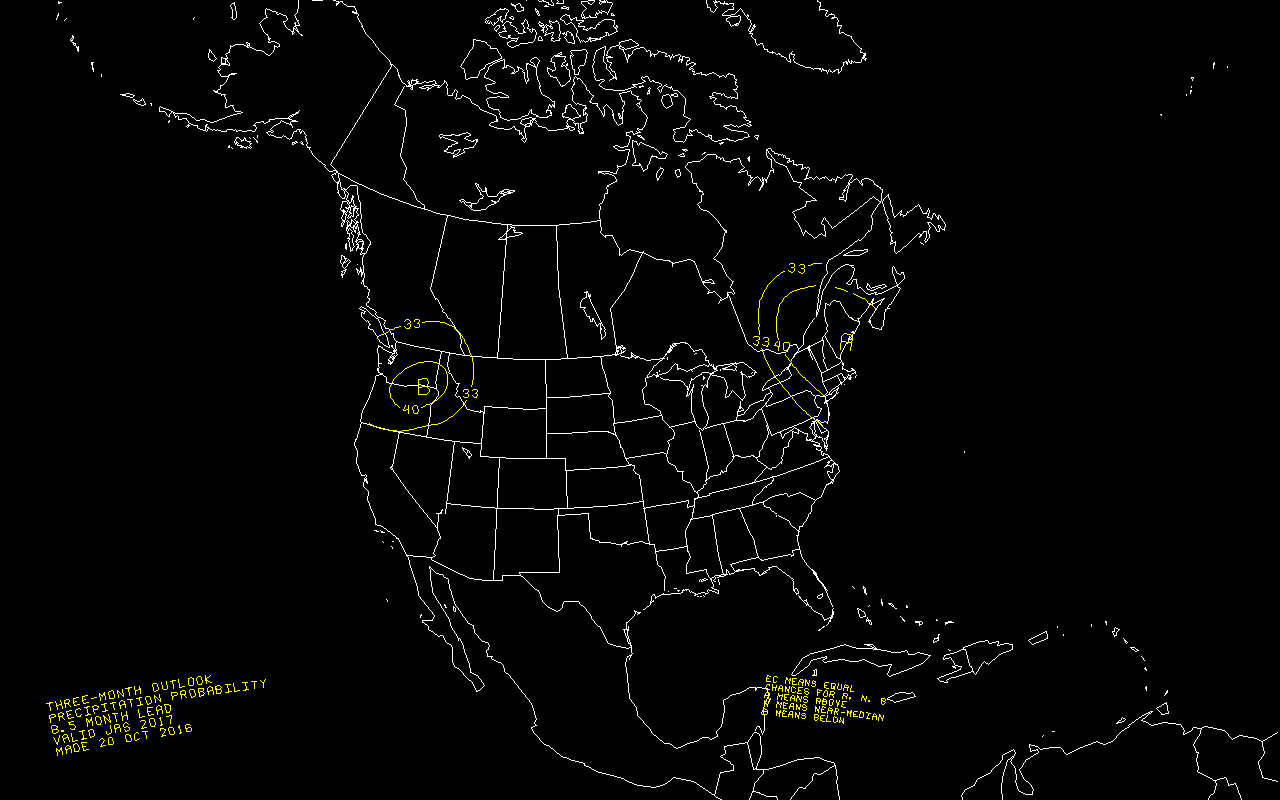 33
33
33 40
A
B
33
40
THREE-MONTH OUTLOOK
PRECIPITATION PROBABILITY
8.5 MONTH LEAD
VALID JAS 2017
MADE 20 OCT 2016
EC MEANS EQUAL
CHANCES FOR A, N, B
A MEANS ABOVE
N MEANS NEAR-MEDIAN
B MEANS BELOW